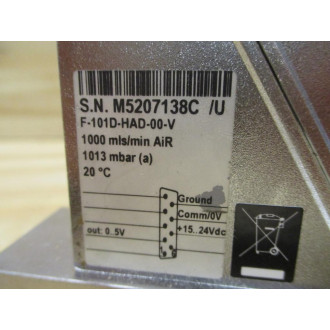 S.N. M5207138C /U
F-101D-HAD-00-V
1000 mls/min AiR
1013 mbar (a)
20 °C
Ground
Comm/0V
out: 0..5V +15..24Vdc